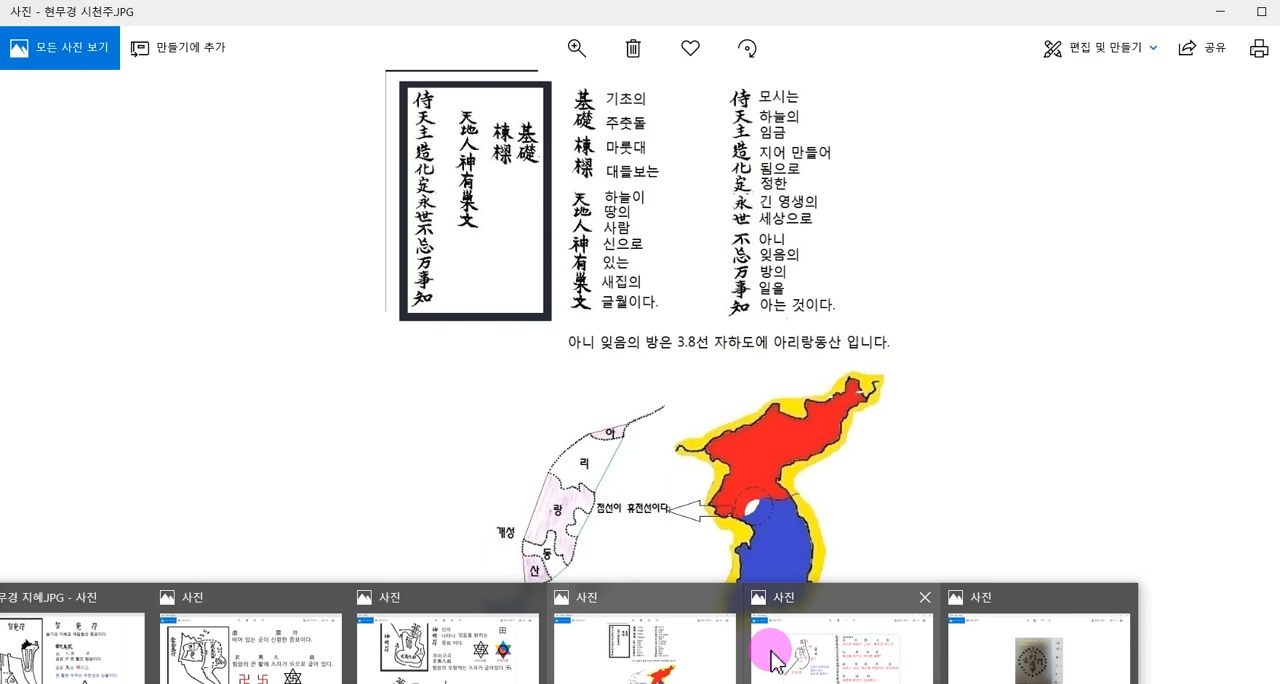 사진 - 현무경 시천주.JPG
모든 사진 보기
만들기에 추가
편집 및 만들기
공유
基礎
棟樑
天地人神有巢文
侍天主造化定永世不忘万事知
基 기초의
礎 주춧돌
棟 마룻대
樑 대들보는
天 하늘이
地 땅의
人 사람
神 신으로
有 있는
巢 새집의
文 글월이다.
侍 모시는
天 하늘의
主 임금
造 지어 만들어
化 됨으로
定 정한
永 긴 영생의
世 세상으로
不 아니
忘 잊음의
万 방의
事 일을
知 아는 것이다.
아니 잊음의 방은 3.8선 자하도에 아리랑동산 입니다.
아
리
랑
동
산
개성
점선이 휴전선이다.
무경 지혜.JPG - 사진
사진
사진
사진
사진
사진